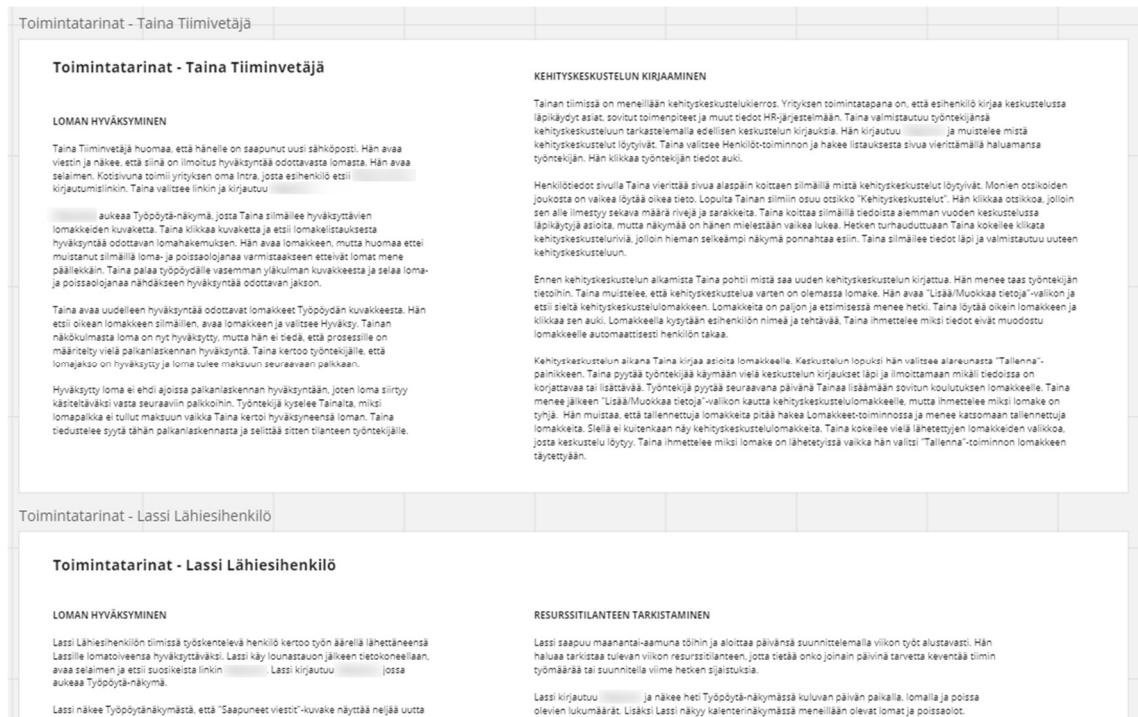 Toimintatarinat - Taina Tiimivetäjä
Toimintatarinat - Taina Tiiminvetäjä
LOMAN HYVÄKSYMINEN
Taina Tiiminvetäjä huomaa, että hänelle on saapunut uusi sähköposti. Hän avaa
viestin ja näkee, että siinä on ilmoitus hyväksyntää odottavasta lomasta. Hän avaa
selaimen. Kotisivuna toimii yrityksen oma Intra, josta esihenkilö etsii
kirjautumislinkin. Taina valitsee linkin ja kirjautuu
aukeaa Työpöytä-näkymä, josta Taina silmäilee hyväksyttävien
lomakkeiden kuvaketta. Taina klikkaa kuvaketta ja etsii lomakelistauksesta
hyväksyntää odottavan lomahakemuksen. Hän avaa lomakkeen, mutta huomaa ettei
muistanut silmäillä loma- ja poissaolojanaa varmistaakseen etteivät lomat mene
päällekkäin. Taina palaa työpöydälle vasemman yläkulman kuvakkeesta ja selaa loma-
ja poissaolojanaa nähdäkseen hyväksyntää odottavan jakson.
Taina avaa uudelleen hyväksyntää odottavat lomakkeet Työpöydän kuvakkeesta. Hän
etsii oikean lomakkeen silmäillen, avaa lomakkeen ja valitsee Hyväksy. Tainan
näkökulmasta loma on nyt hyväksytty, mutta hän ei tiedä, että prosessille on
määritelty vielä palkanlaskennan hyväksyntä. Taina kertoo työntekijälle, että
lomajakso on hyväksytty ja loma tulee maksuun seuraavaan palkkaan.
Hyväksytty loma ei ehdi ajoissa palkanlaskennan hyväksyntään, joten loma siirtyy
käsiteltäväksi vasta seuraaviin palkkoihin. Työntekijä kyselee Tainalta, miksi
lomapalkka ei tullut maksuun vaikka Taina kertoi hyväksyneensä loman. Taina
tiedustelee syytä tähän palkanlaskennasta ja selittää sitten tilanteen työntekijälle.
KEHITYSKESKUSTELUN KIRJAAMINEN
Tainan tiimissä on meneillään kehityskeskustelukierros. Yrityksen toimintatapana on, että esihenkilö kirjaa keskustelussa
läpikäydyt asiat, sovitut toimenpiteet ja muut tiedot HR-järjestelmään. Taina valmistautuu työntekijänsä
kehityskeskusteluun tarkastelemalla edellisen keskustelun kirjauksia. Hän kirjautuu ja muistelee mistä
kehityskeskustelut löytyivät. Taina valitsee Henkilöt-toiminnon ja hakee listauksesta sivua vierittämällä haluamansa
työntekijän. Hän klikkaa työntekijän tiedot auki.
Henkilötiedot sivulla Taina vierittää sivua alaspäin koittaen silmäillä mistä kehityskeskustelut löytyivät. Monien otsikoiden
joukosta on vaikea löytää oikea tieto. Lopulta Tainan silmiin osuu otsikko "Kehityskeskustelut". Hän klikkaa otsikkoa, jolloin
sen alle ilmestyy sekava määrä rivejä ja sarakkeita. Taina koittaa silmäillä tiedoista aiemman vuoden keskustelussa
läpikäytyjä asioita, mutta näkymää on hänen mielestään vaikea lukea. Hetken turhauduttuaan Taina kokeilee klikata
kehityskeskusteluriviä, jolloin hieman selkeämpi näkymä ponnahtaa esiin. Taina silmäilee tiedot läpi ja valmistautuu uuteen
kehityskeskusteluun.
Ennen kehityskeskustelun alkamista Taina pohtii mistä saa uuden kehityskeskustelun kirjattua. Hän menee taas työntekijän
tietoihin. Taina muistelee, että kehityskeskustelua varten on olemassa lomake. Hän avaa "Lisää/Muokkaa tietoja"-valikon ja
etsii sieltä kehityskeskustelulomakkeen. Lomakkeita on paljon ja etsimisessä menee hetki. Taina löytää oikein lomakkeen ja
klikkaa sen auki. Lomakkeella kysytään esihenkilön nimeä ja tehtävää, Taina ihmettelee miksi tiedot eivät muodostu
lomakkeelle automaattisesti henkilön takaa.
Kehityskeskustelun aikana Taina kirjaa asioita lomakkeelle. Keskustelun lopuksi hän valitsee alareunasta "Tallenna"-
painikkeen. Taina pyytää työntekijää käymään vielä keskustelun kirjaukset läpi ja ilmoittamaan mikäli tiedoissa on
korjattavaa tai lisättävää. Työntekijä pyytää seuraavana päivänä Tainaa lisäämään sovitun koulutuksen lomakkeelle. Taina
menee jälkeen "Lisää/Muokkaa tietoja"-valikon kautta kehityskeskustelulomakkeelle, mutta ihmettelee miksi lomake on
tyhjä. Hän muistaa, että tallennettuja lomakkeita pitää hakea Lomakkeet-toiminnossa ja menee katsomaan tallennettuja
lomakkeita. Siellä ei kuitenkaan näy kehityskeskustelulomakkeita. Taina kokeilee vielä lähetettyjen lomakkeiden valikkoa,
josta keskustelu löytyy. Taina ihmettelee miksi lomake on lähetetyissä vaikka hän valitsi "Tallenna"-toiminnon lomakkeen
täytettyään.
Toimintatarinat - Lassi Lähiesihenkilö
Toimintatarinat - Lassi Lähiesihenkilö
LOMAN HYVÄKSYMINEN
Lassi Lähiesihenkilön tiimissä työskentelevä henkilö kertoo työn äärellä lähettäneensä
Lassille lomatoiveensa hyväksyttäväksi. Lassi käy lounastauon jälkeen tietokoneellaan,
avaa selaimen ja etsii suosikeista linkin . Lassi kirjautuu jossa
aukeaa Työpöytä-näkymä.
Lassi näkee Työpöytänäkymästä, että "Saapuneet viestit"-kuvake näyttää neljää uutta
RESURSSITILANTEEN TARKISTAMINEN
Lassi saapuu maanantai-aamuna töihin ja aloittaa päivänsä suunnittelemalla viikon työt alustavasti. Hän
haluaa tarkistaa tulevan viikon resurssitilanteen, jotta tietää onko joinain päivinä tarvetta keventää tiimin
työmäärää tai suunnitella viime hetken sijaistuksia.
Lassi kirjautuu ja näkee heti Työpöytä-näkymässä kuluvan päivän paikalla, lomalla ja poissa
olevien lukumäärät. Lisäksi Lassi näkyy kalenterinäkymässä meneillään olevat lomat ja poissaolot.